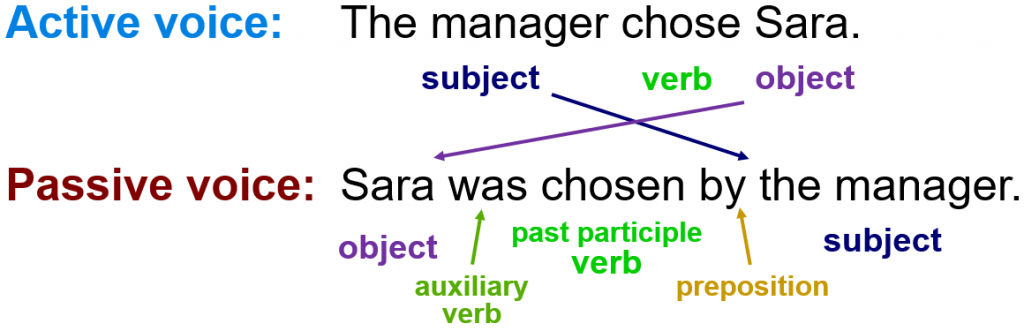 Active voice: The manager chose Sara.
subject verb object
Passive voice: Sara was chosen by the manager.
object past participle verb subject
auxiliary verb preposition